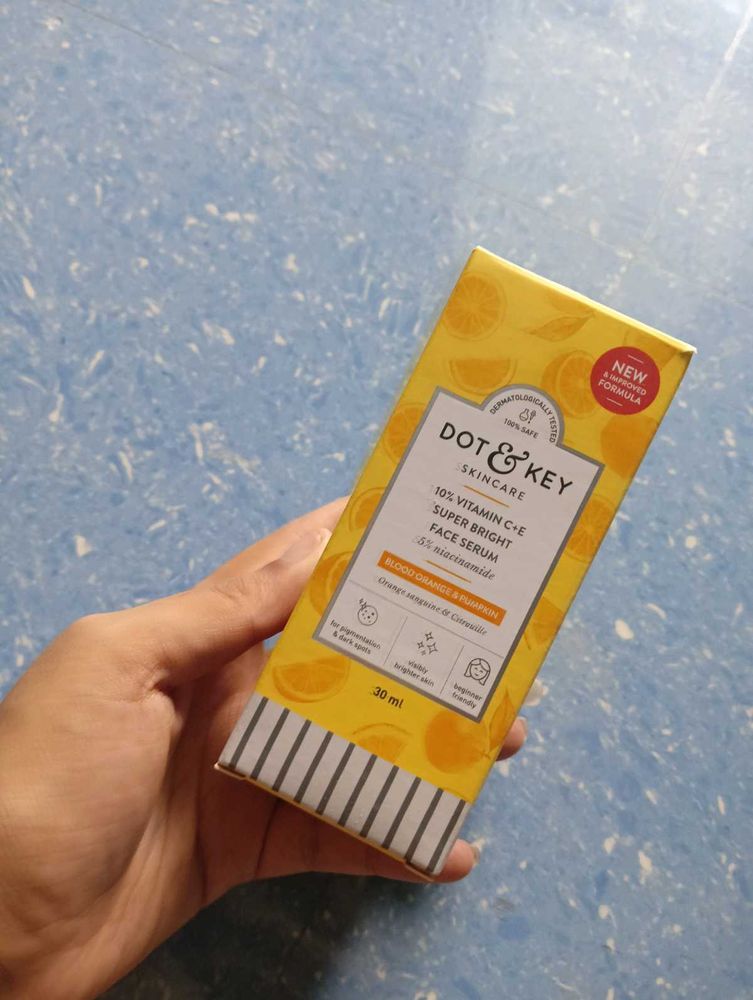 NEW
& IMPROVED
FORMULA
DERMATOLOGICALLY TESTED
100% SAFE
DOT & KEY
SKINCARE
10% VITAMIN C+E
SUPER BRIGHT
FACE SERUM
5% niacinamide
BLOOD ORANGE & PUMPKIN
Orange sanguine & Citrouille
for pigmentation
& dark spots
visibly
brighter skin
beginner
friendly
30 ml